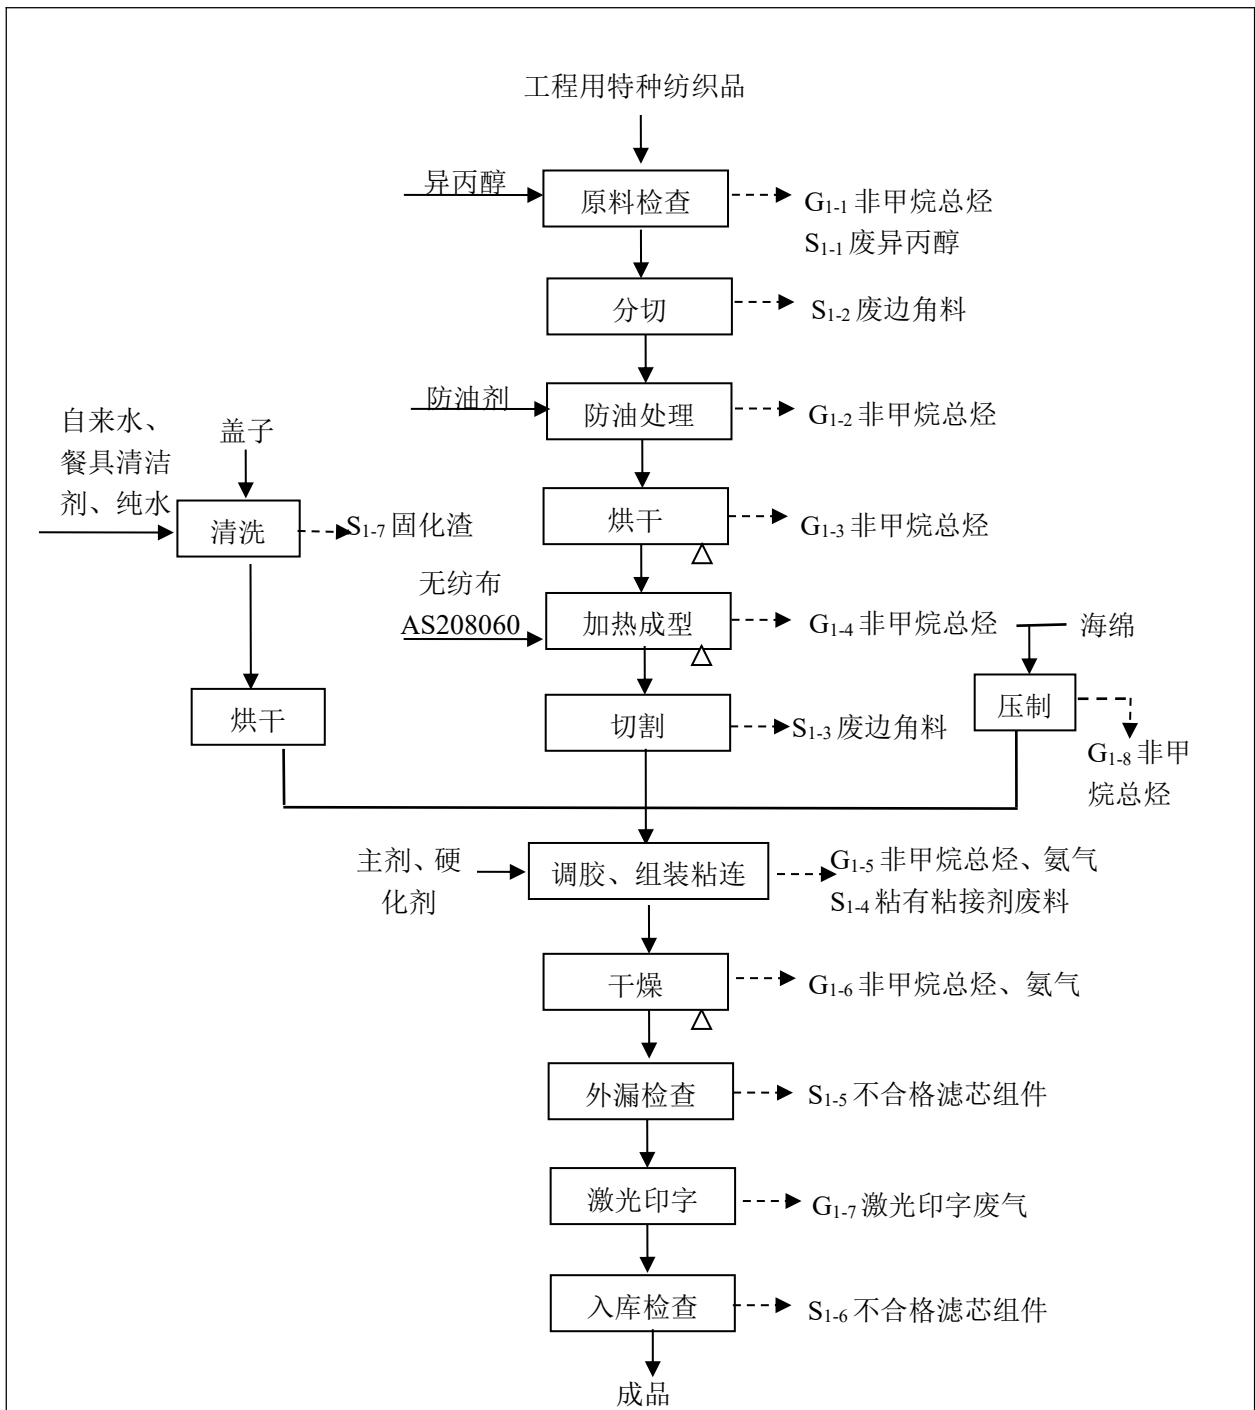 工程用特种纺织品
异丙醇
原料检查
G1-1 非甲烷总烃
S1-1 废异丙醇
分切
S1-2 废边角料
防油剂
防油处理
G1-2 非甲烷总烃
自来水、
餐具清洁
剂、纯水
盖子
清洗
S1-7 固化渣
烘干
G1-3 非甲烷总烃
无纺布
AS208060
加热成型
G1-4 非甲烷总烃
海绵
烘干
切割
S1-3 废边角料
压制
G1-8 非甲
烷总烃
主剂、硬
化剂
调胶、组装粘连
G1-5 非甲烷总烃、氨气
S1-4 粘有粘接剂废料
干燥
G1-6 非甲烷总烃、氨气
外漏检查
S1-5 不合格滤芯组件
激光印字
G1-7 激光印字废气
入库检查
S1-6 不合格滤芯组件
成品